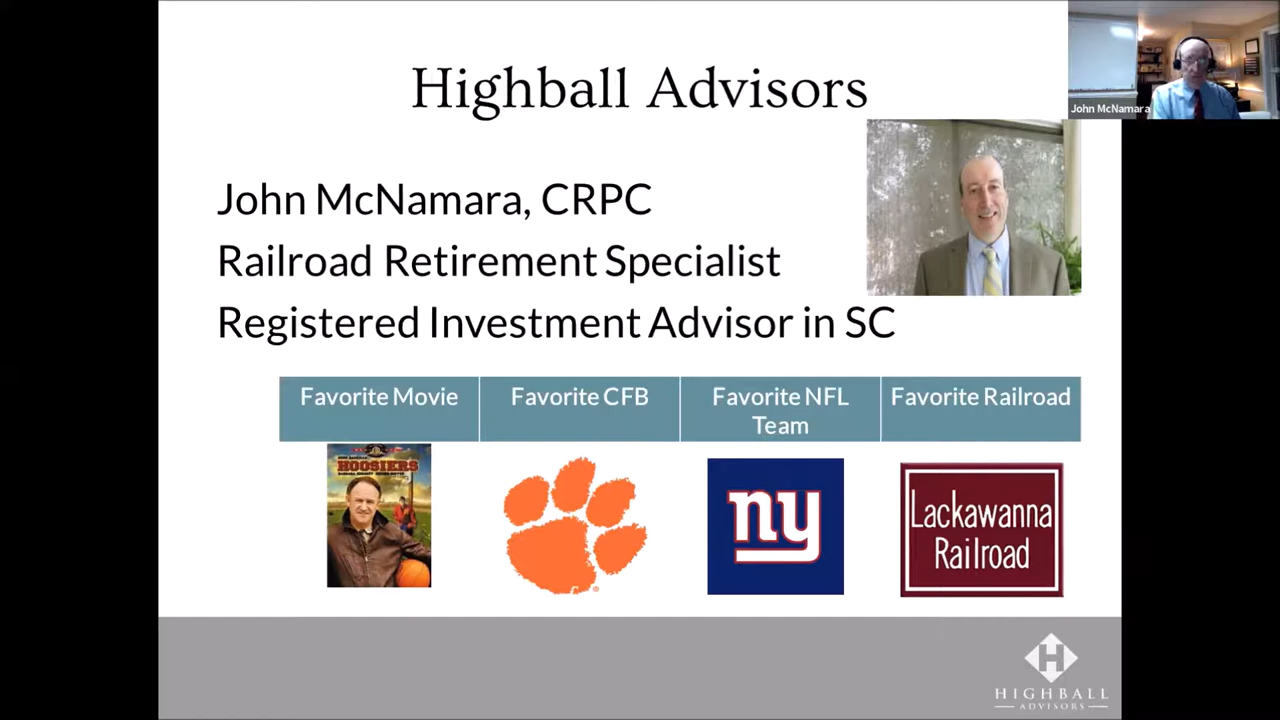 Highball Advisors
John McNamara
John McNamara, CRPC
Railroad Retirement Specialist
Registered Investment Advisor in SC
Favorite Movie
Favorite CFB
Favorite NFL
Team
Favorite Railroad
HOOSIERS
ny
Lackawanna
Railroad
H
HIGHBALL
ADVISORS